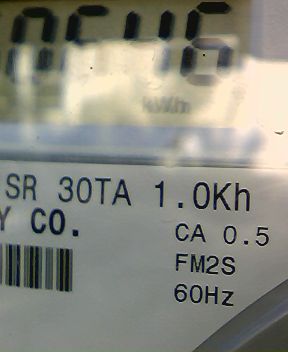 kWh
SR 30TA 1.0Kh
Y CO.
CA 0.5
FM2S
60Hz